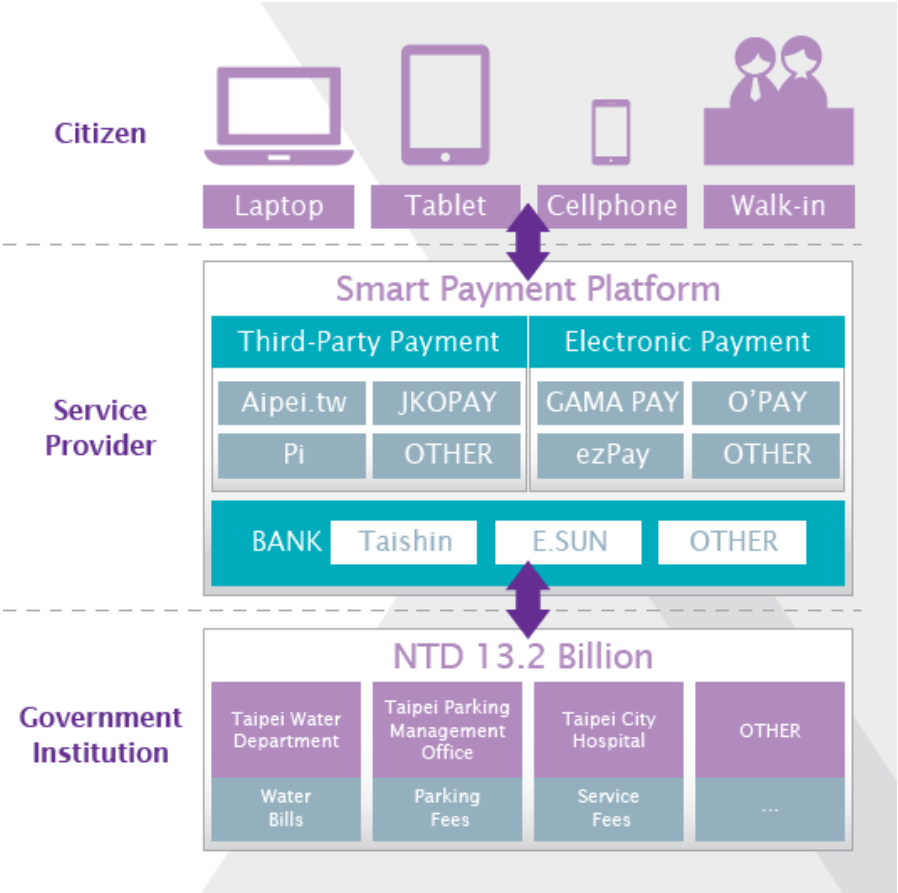 Citizen
Laptop
Tablet
Cellphone
Walk-in
Service
Provider
Smart Payment Platform
Third-Party Payment
Electronic Payment
Aipei.tw
JKOPAY
GAMA PAY
O'PAY
Pi
OTHER
ezPay
OTHER
BANK
Taishin
E.SUN
OTHER
Government
Institution
NTD 13.2 Billion
Taipei Water
Department
Taipei Parking
Management
Office
Taipei City
Hospital
OTHER
Water
Bills
Parking
Fees
Service
Fees
...